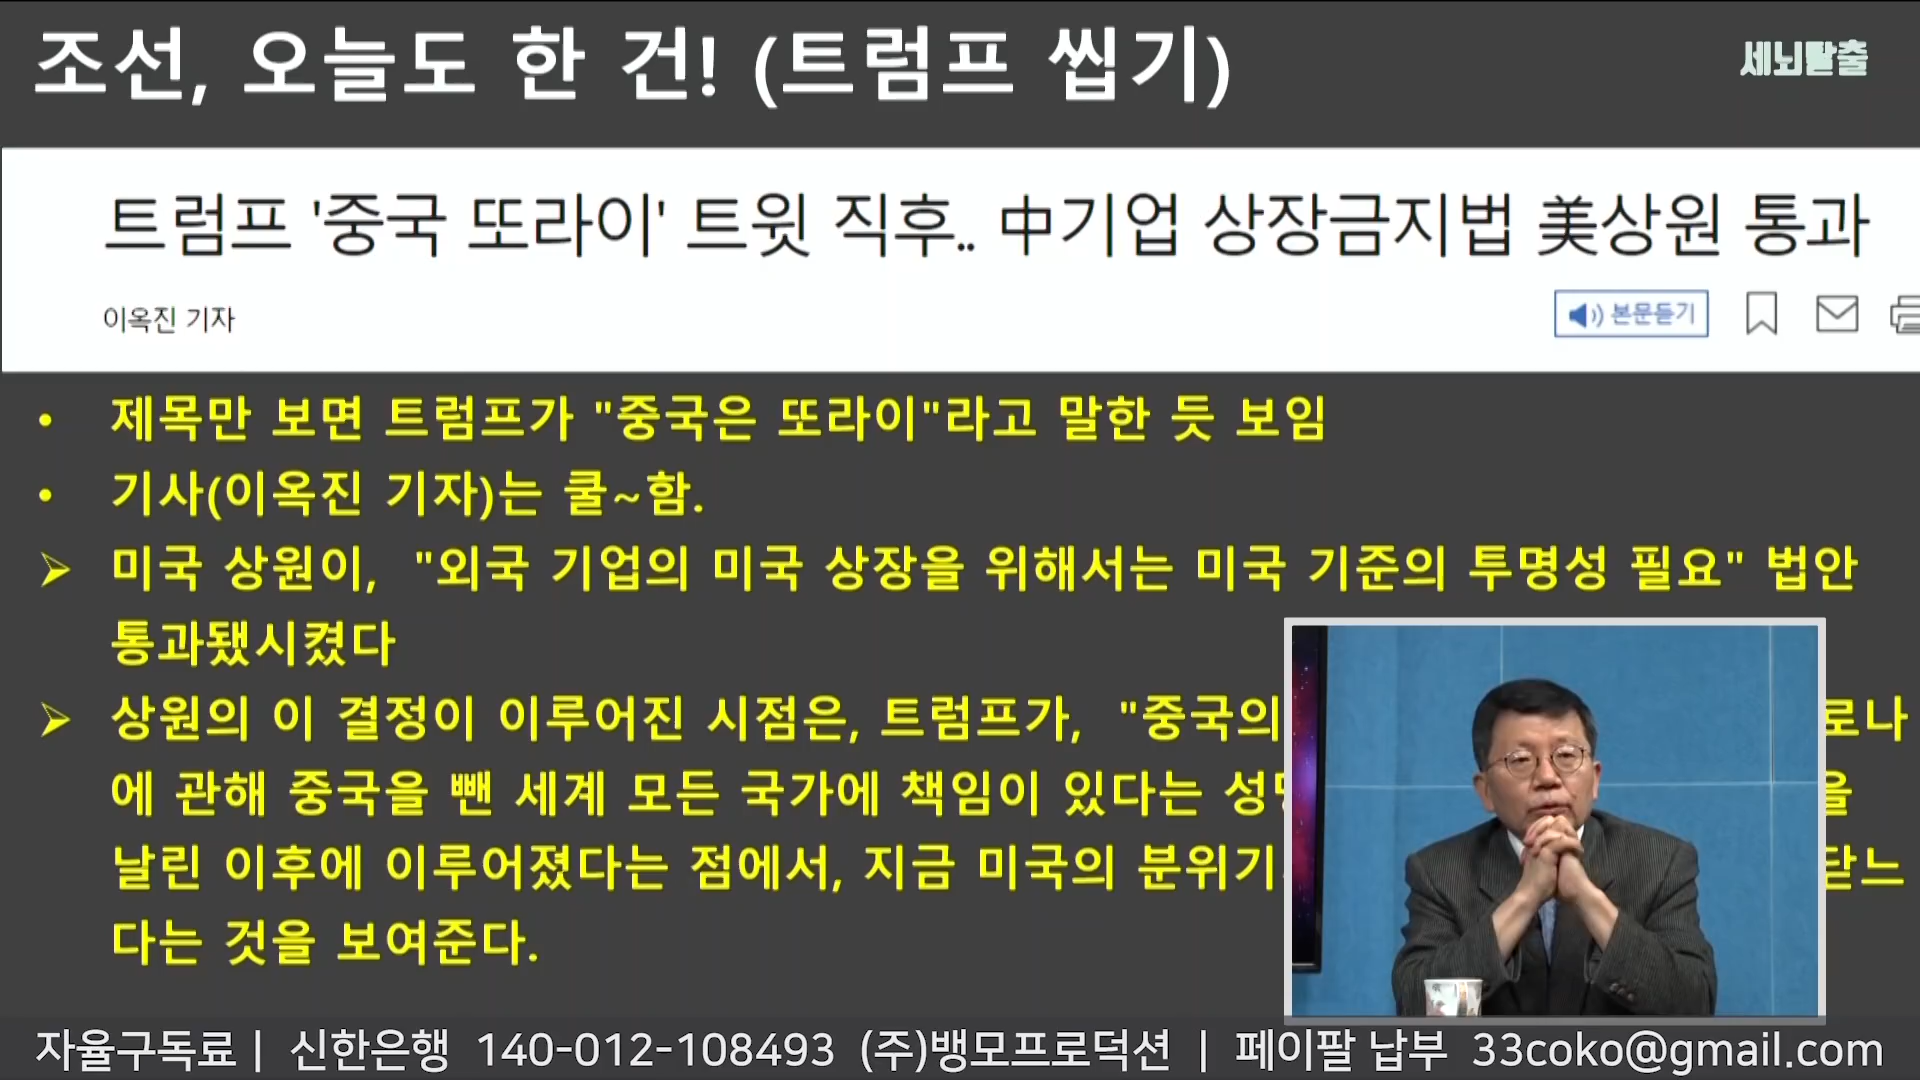 조선, 오늘도 한 건! (트럼프 씹기)
세뇌탈출
트럼프 '중국 또라이' 트윗 직후.. 中기업 상장금지법 美상원 통과
이옥진 기자
본문듣기
• 제목만 보면 트럼프가 "중국은 또라이"라고 말한 듯 보임
• 기사(이옥진 기자)는 쿨~함.
➢ 미국 상원이, "외국 기업의 미국 상장을 위해서는 미국 기준의 투명성 필요" 법안
통과됐시켰다
➢ 상원의 이 결정이 이루어진 시점은, 트럼프가, "중국의 로나
에 관해 중국을 뺀 세계 모든 국가에 책임이 있다는 을
날린 이후에 이루어졌다는 점에서, 지금 미국의 분위기 닫느
다는 것을 보여준다.
자율구독료 | 신한은행 140-012-108493 (주)뱅모프로덕션 | 페이팔 납부 33coko@gmail.com